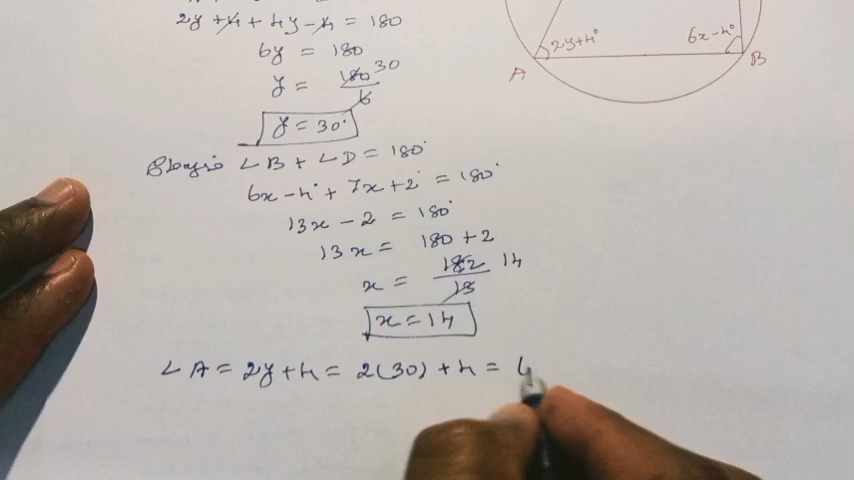 2y + 4 + 4y - 4 = 180
6y = 180
y = 180/6 30
y = 30°
மேலும் ∠B + ∠D = 180°
6x - 4° + 7x + 2° = 180°
13x - 2 = 180°
13x = 180 + 2
x = 182/13 14
x = 14
∠A = 2y + 4 = 2(30) + 4 = 6
2y + 4°
6x - 4°
A
B